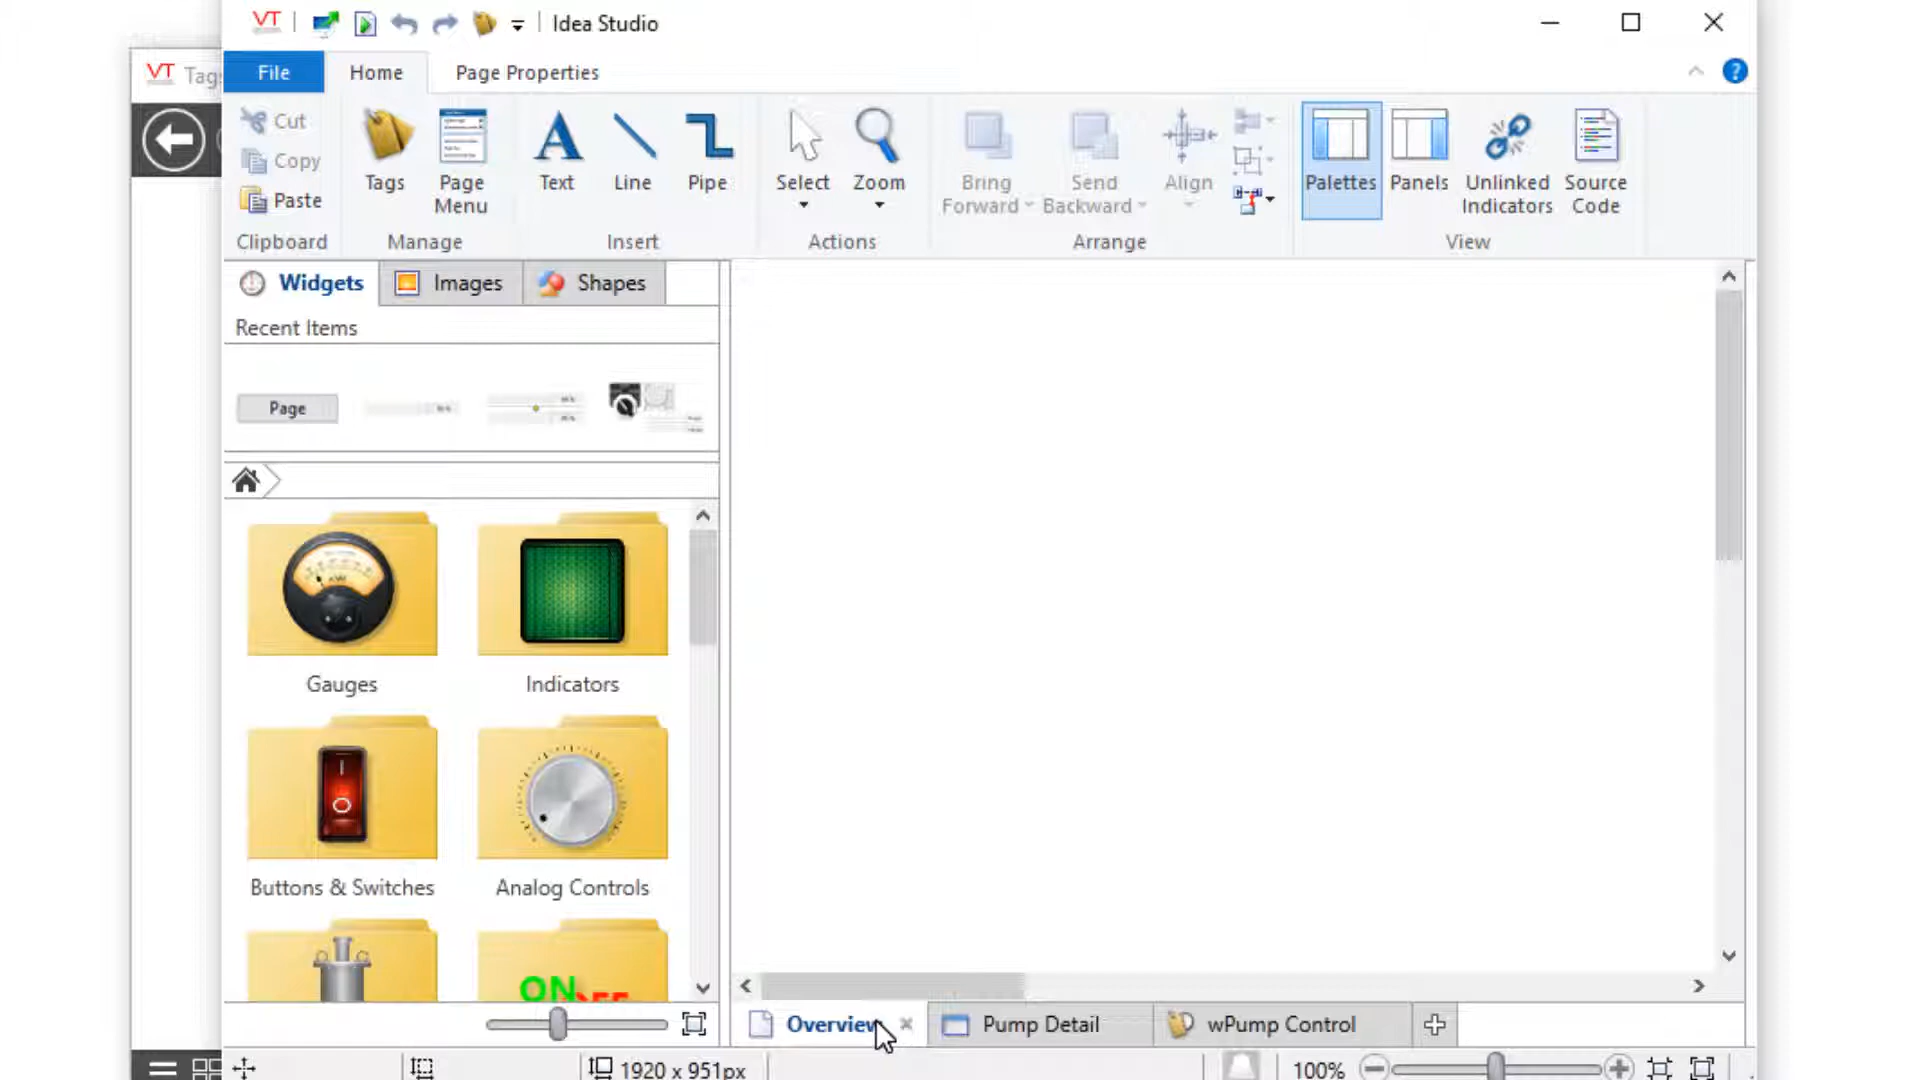 VT Idea Studio
VT Tags
File Home Page Properties ?
Cut
Copy
Paste
Clipboard
Tags
Page Menu
Manage
Text
Line
Pipe
Insert
Select
Zoom
Actions
Bring Forward
Send Backward
Align
Arrange
Palettes
Panels
Unlinked Indicators
Source Code
View
Widgets Images Shapes
Recent Items
Page
Gauges Indicators
Buttons & Switches Analog Controls
ON
Overview Pump Detail wPump Control
1920 x 951px 100%